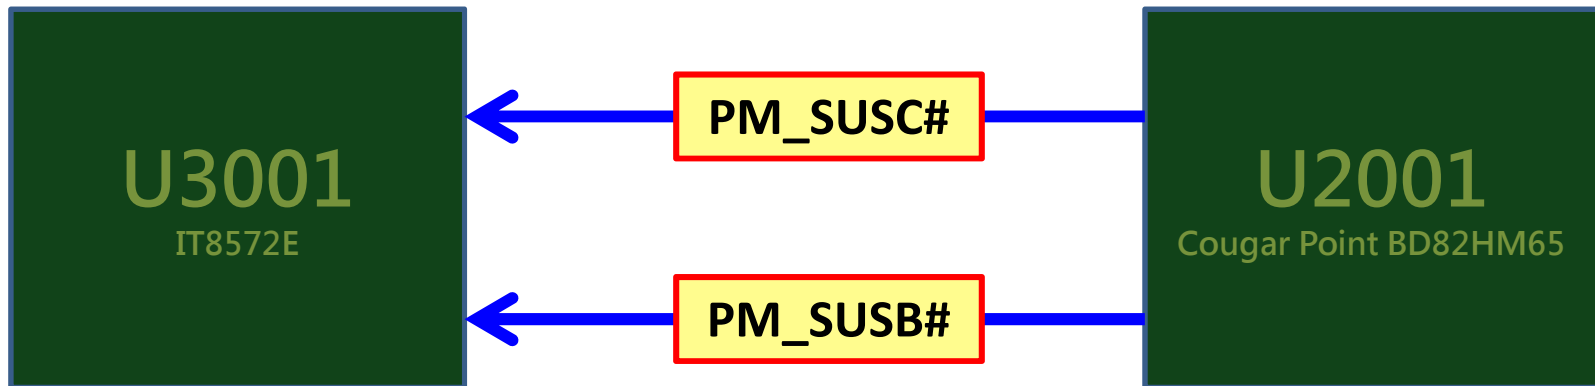 U3001
IT8572E
PM_SUSC#
PM_SUSB#
U2001
Cougar Point BD82HM65